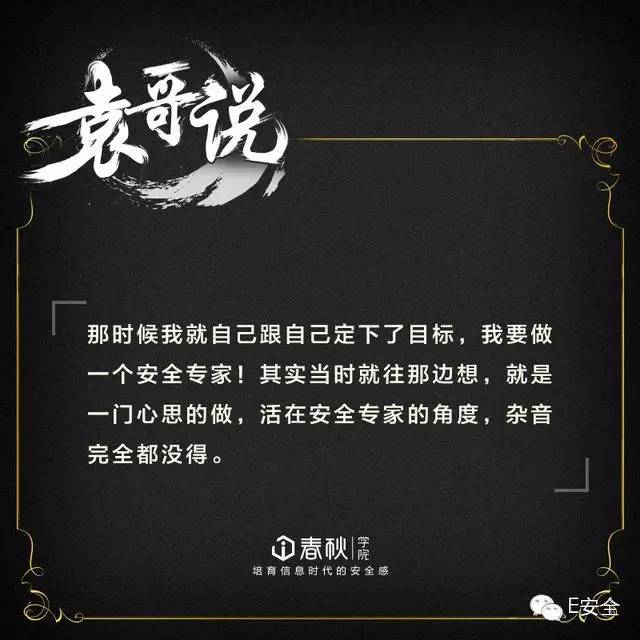 袁哥说
那时候我就自己跟自己定下了目标，我要做
一个安全专家！其实当时就往那边想，就是
一门心思的做，活在安全专家的角度，杂音
完全都没得。
春秋学院
培育信息时代的安全感
E安全